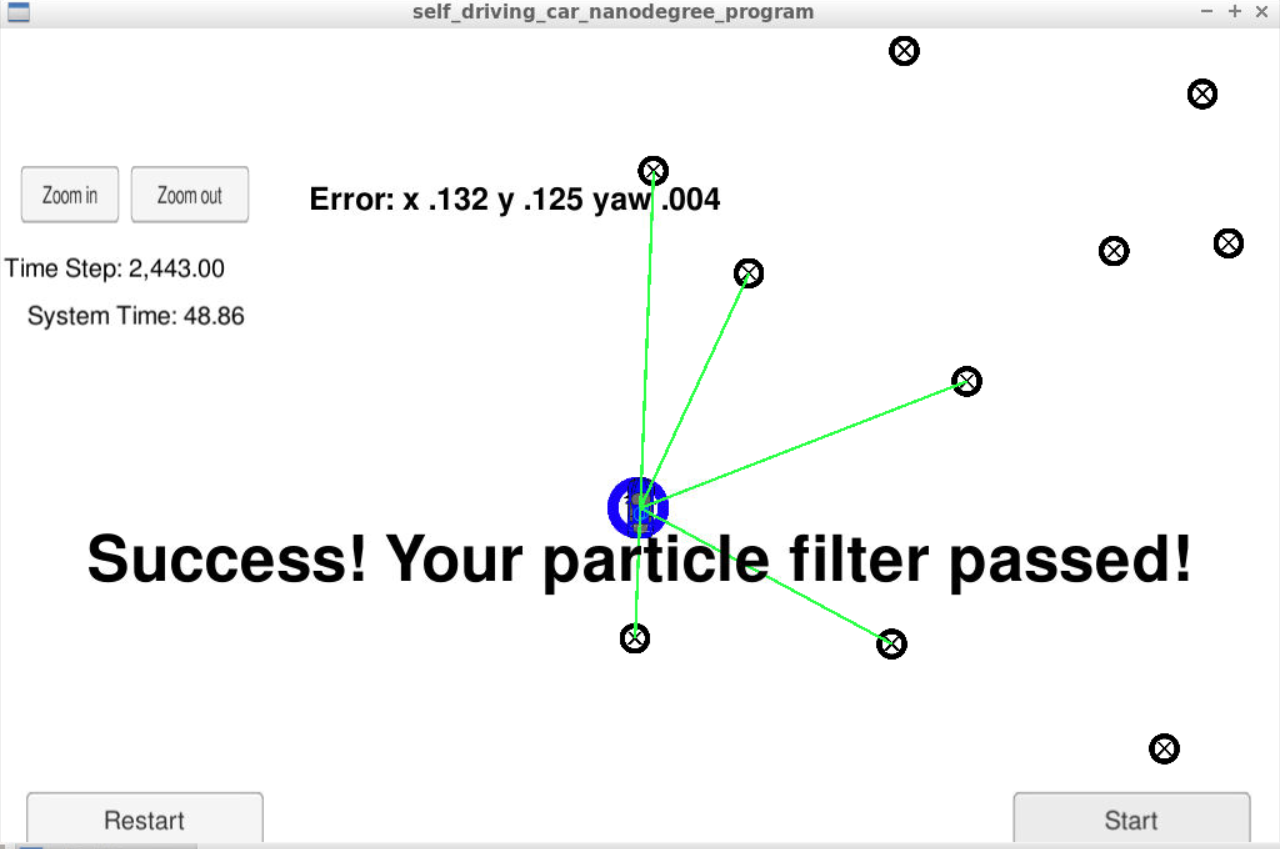 self_driving_car_nanodegree_program
Zoom in
Zoom out
Error: x .132 y .125 yaw .004
Time Step: 2,443.00
System Time: 48.86
Success! Your particle filter passed!
Restart
Start